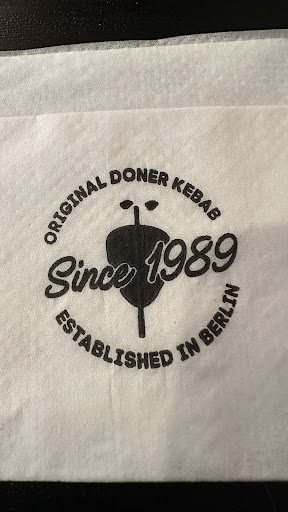 ORIGINAL DONER KEBAB
Since 1989
ESTABLISHED IN BERLIN